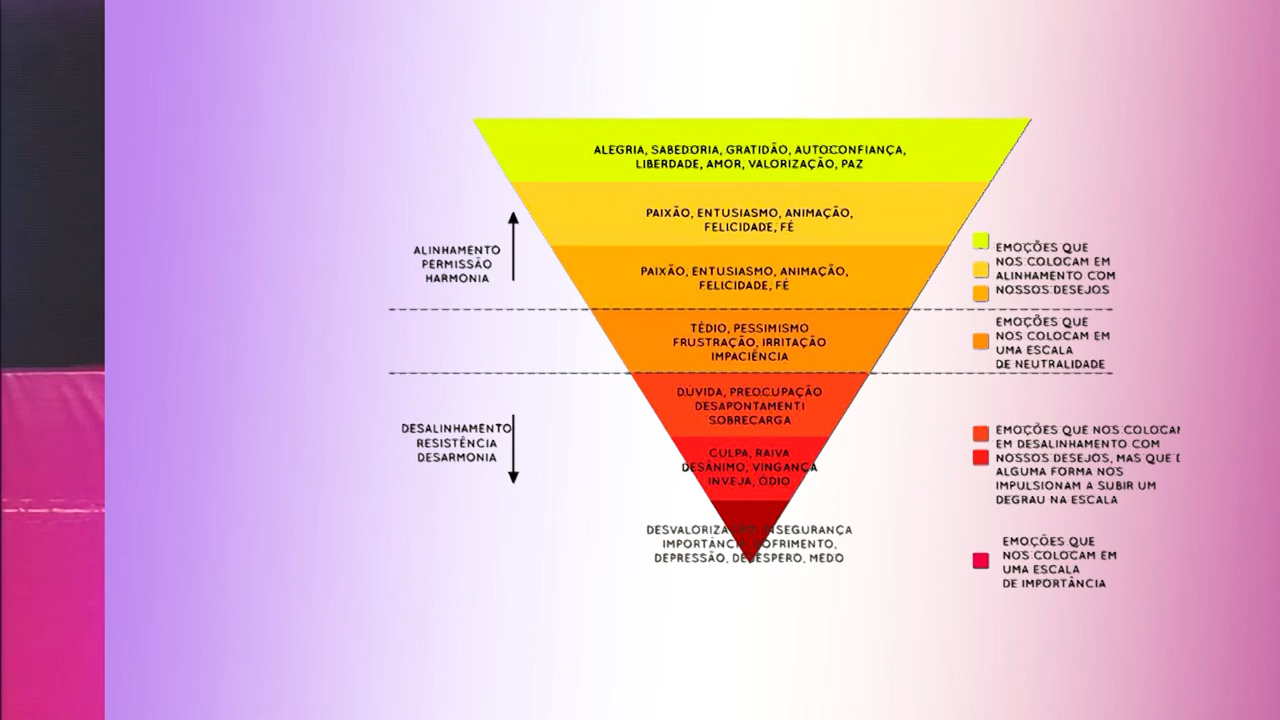 ALEGRIA, SABEDORIA, GRATIDÃO, AUTOCONFIANÇA,
LIBERDADE, AMOR, VALORIZAÇÃO, PAZ
PAIXÃO, ENTUSIASMO, ANIMAÇÃO,
FELICIDADE, FÉ
PAIXÃO, ENTUSIASMO, ANIMAÇÃO,
FELICIDADE, FÉ
TÉDIO, PESSIMISMO
FRUSTRAÇÃO, IRRITAÇÃO
IMPACIÊNCIA
DÚVIDA, PREOCUPAÇÃO
DESAPONTAMENTI
SOBRECARGA
CULPA, RAIVA
DESÂNIMO, VINGANÇA
INVEJA, ÓDIO
DESVALORIZAÇÃO, INSEGURANÇA
SOFRIMENTO,
DEPRESSÃO, DESESPERO, MEDO
ALINHAMENTO
PERMISSÃO
HARMONIA
DESALINHAMENTO
RESISTÊNCIA
DESARMONIA
EMOÇÕES QUE
NOS COLOCAM EM
ALINHAMENTO COM
NOSSOS DESEJOS
EMOÇÕES QUE
NOS COLOCAM EM
UMA ESCALA
DE NEUTRALIDADE
EMOÇÕES QUE NOS COLOCAM
EM DESALINHAMENTO COM
NOSSOS DESEJOS, MAS QUE
ALGUMA FORMA NOS
IMPULSIONAM A SUBIR UM
DEGRAU NA ESCALA
EMOÇÕES QUE
NOS COLOCAM EM
UMA ESCALA
DE IMPORTÂNCIA